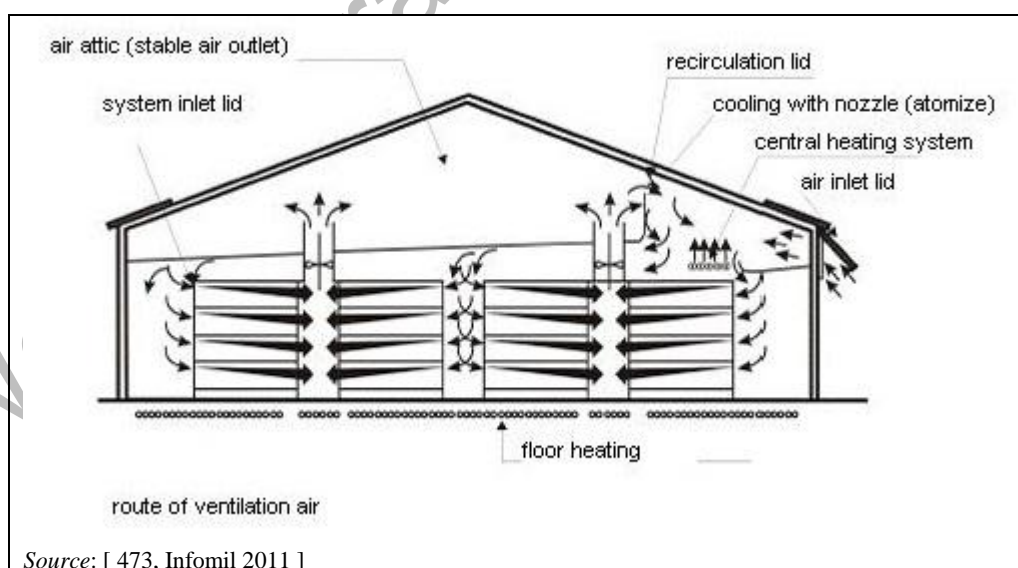 air attic (stable air outlet)
recirculation lid
system inlet lid
cooling with nozzle (atomize)
central heating system
air inlet lid
floor heating
route of ventilation air
Source: [ 473, Infomil 2011 ]